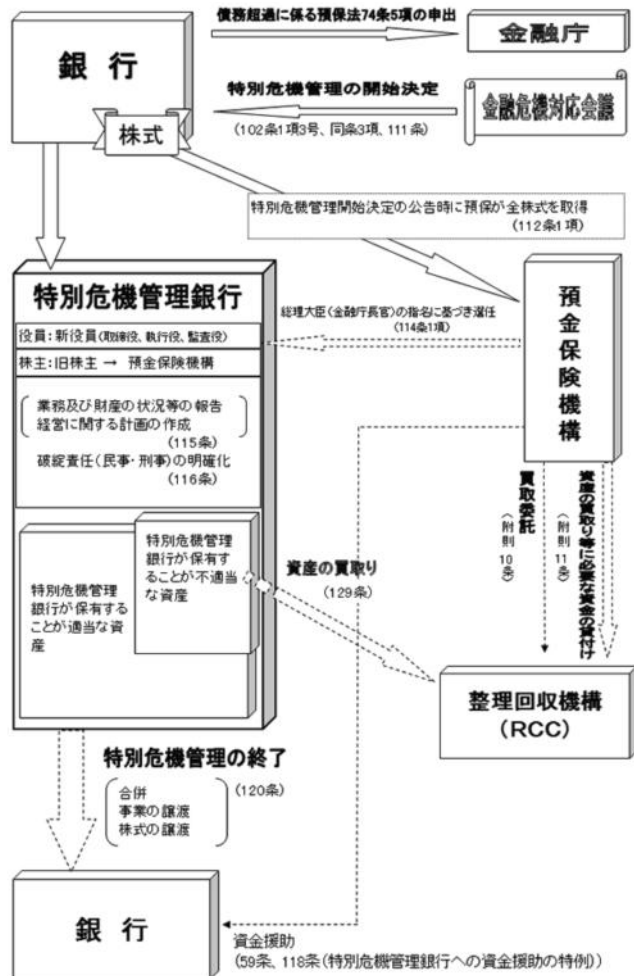 債務超過に係る預保法74条5項の申出
銀 行
金融庁
特別危機管理の開始決定
金融危機対応会議
(102条1項3号、同条3項、111条)
株式
特別危機管理開始決定の公告時に預保が全株式を取得
(112条1項)
特別危機管理銀行
役員:新役員(取締役、執行役、監査役)
株主:旧株主 → 預金保険機構
業務及び財産の状況等の報告
経営に関する計画の作成
(115条)
破綻責任(民事・刑事)の明確化
(116条)
総理大臣(金融庁長官)の指名に基づき選任
(114条1項)
預金保険機構
買取委託
(附則10条)
資産の買取り等に必要な資金の貸付け
(附則11条)
特別危機管理
銀行が保有す
ることが不適当
な資産
特別危機管理
銀行が保有する
ことが適当な資
産
資産の買取り
(129条)
整理回収機構
(RCC)
特別危機管理の終了
(120条)
合併
事業の譲渡
株式の譲渡
銀 行
資金援助
(59条、118条(特別危機管理銀行への資金援助の特例))